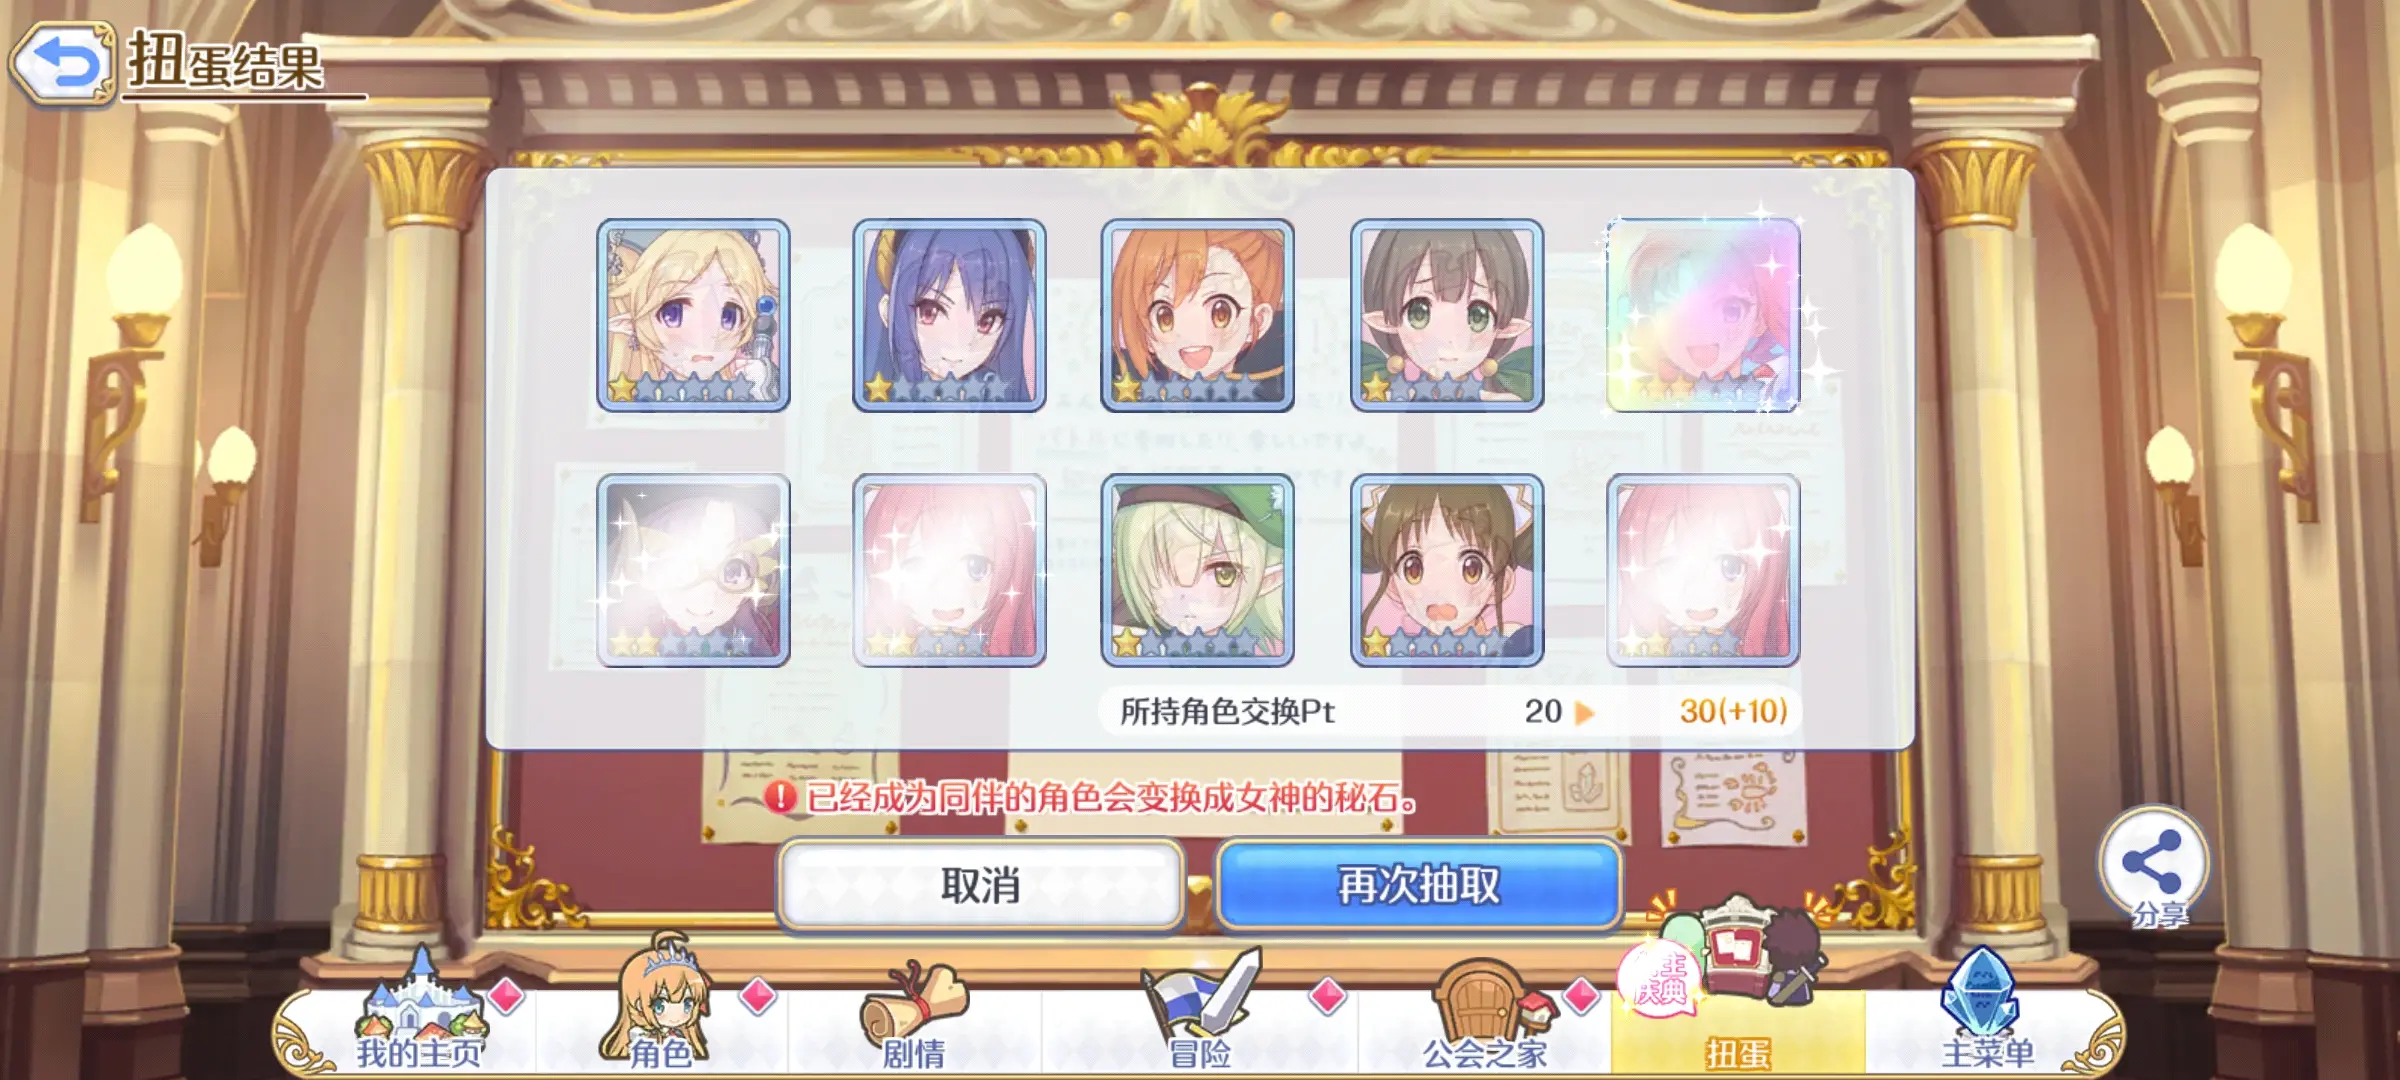 扭蛋结果
所持角色交换Pt 20 30(+10)
已经成为同伴的角色会变换成女神的秘石。
取消
再次抽取
分享
我的主页
角色
剧情
冒险
公会之家
庆典
扭蛋
主菜单